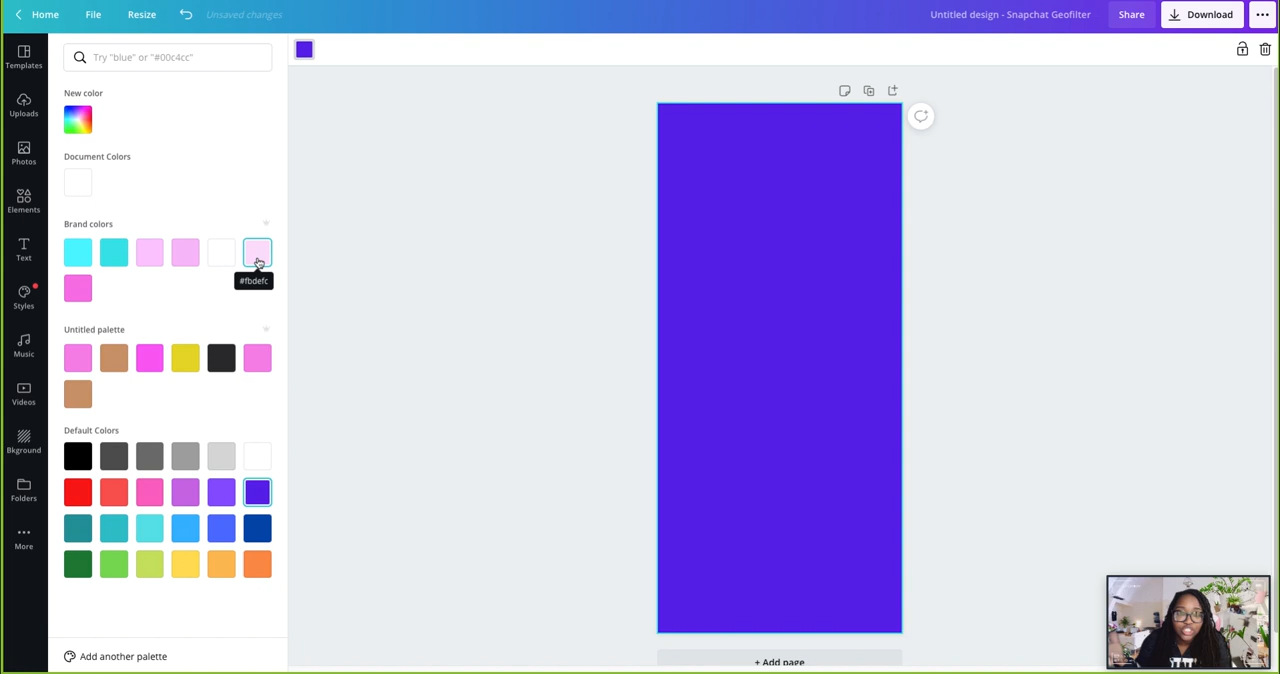 Home File Resize Unsaved changes Untitled design - Snapchat Geofilter Share Download
Templates
Uploads
Photos
Elements
Text
Styles
Music
Videos
Bkground
Folders
More
Try "blue" or "#00c4cc"
New color
Document Colors
Brand colors
#fbdefc
Untitled palette
Default Colors
Add another palette
+ Add page